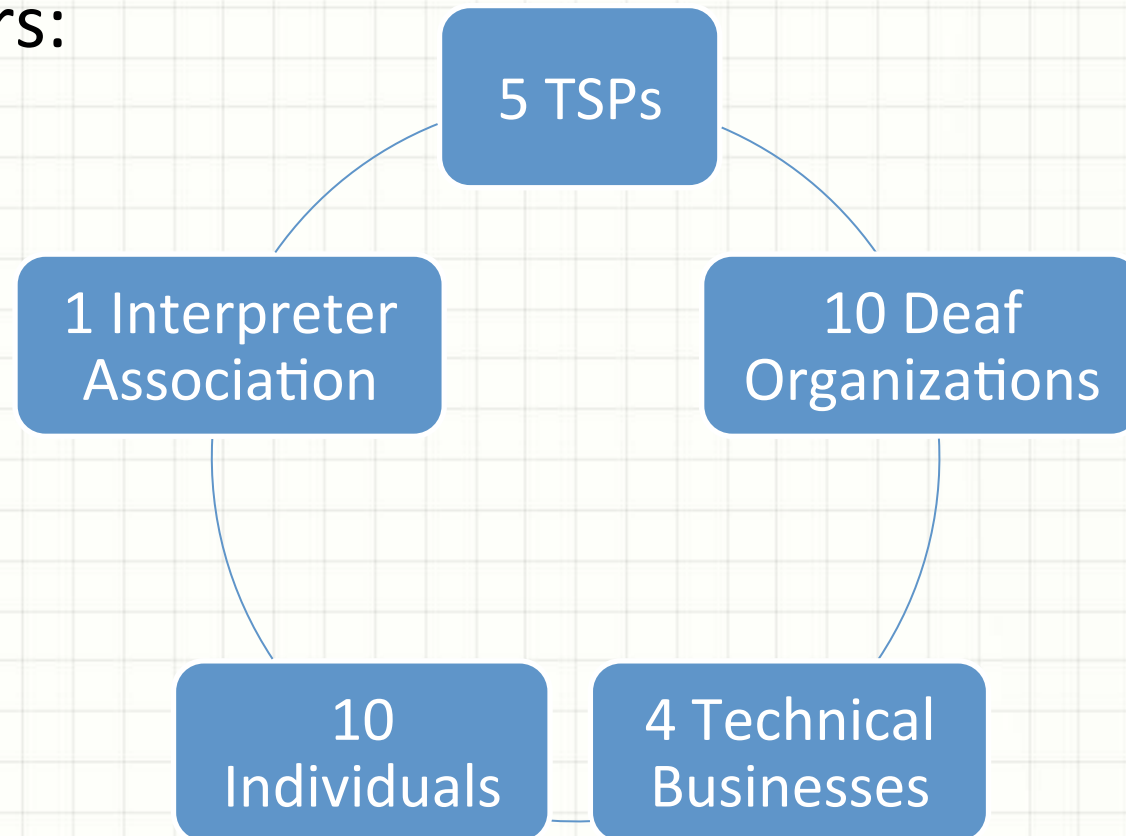 rs:
5 TSPs
1 Interpreter
Association
10 Deaf
Organizations
10
Individuals
4 Technical
Businesses